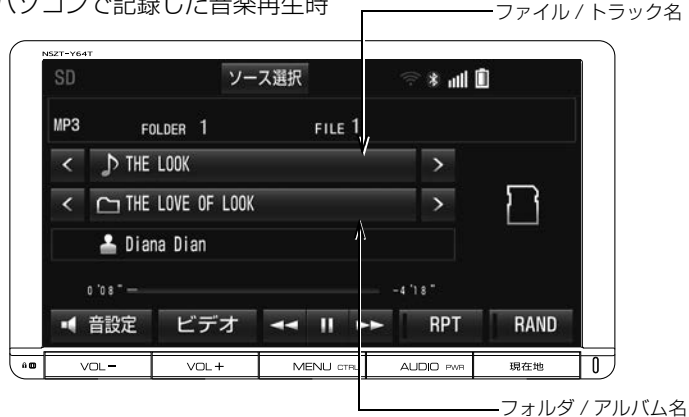 パソコンで記録した音楽再生時
ファイル / トラック名
NSZT-Y64T
SD ソース選択
MP3 FOLDER 1 FILE 1
< THE LOOK >
< THE LOVE OF LOOK >
Diana Dian
0'08" -4'18"
音設定 ビデオ ◄◄ II ►► RPT RAND
VOL− VOL+ MENU CTRL AUDIO PWR 現在地
フォルダ / アルバム名